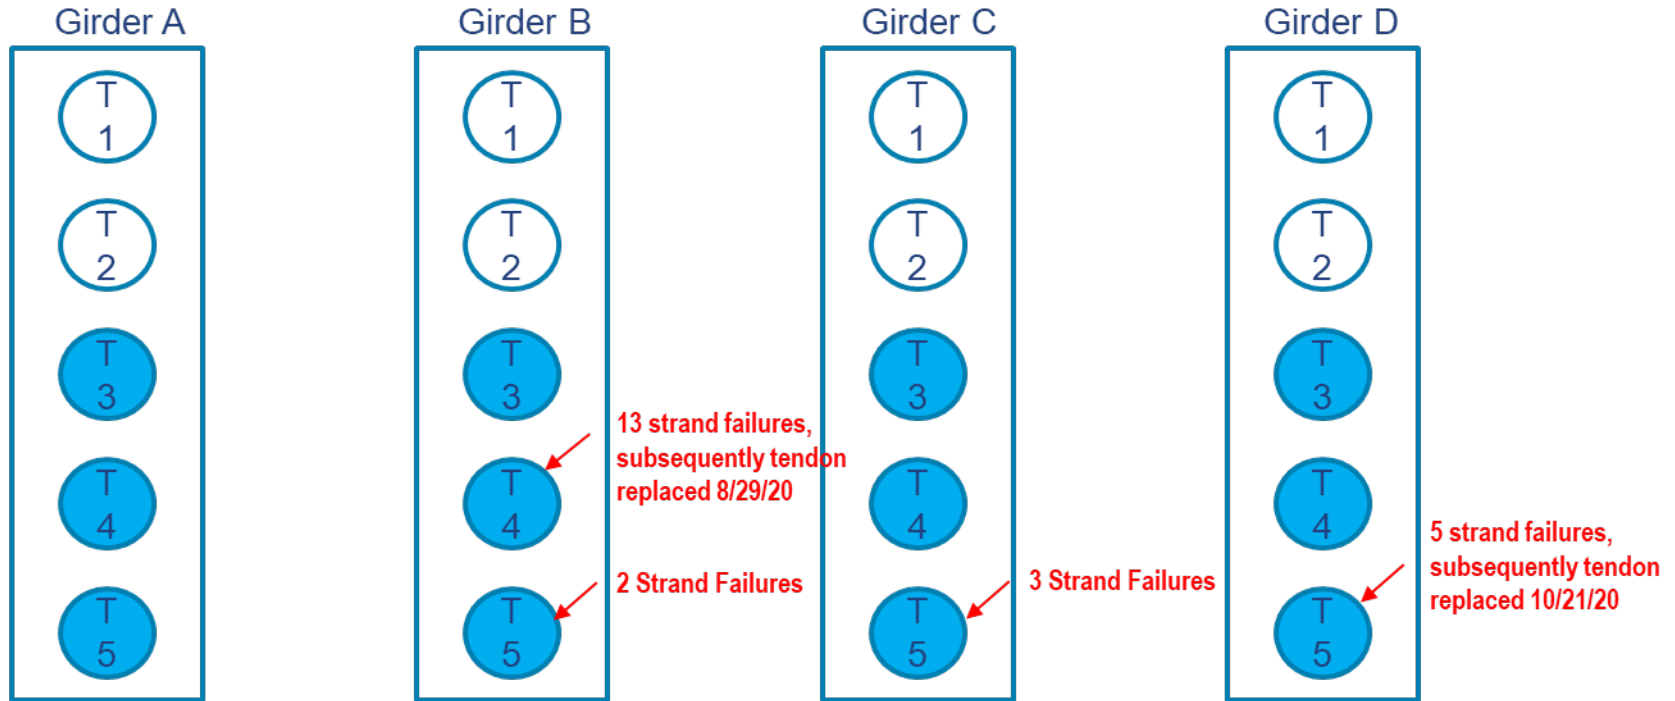 Girder A
T
1
T
2
T
3
T
4
T
5
Girder B
T
1
T
2
T
3
T
4
T
5
13 strand failures,
subsequently tendon
replaced 8/29/20
2 Strand Failures
Girder C
T
1
T
2
T
3
T
4
T
5
3 Strand Failures
Girder D
T
1
T
2
T
3
T
4
T
5
5 strand failures,
subsequently tendon
replaced 10/21/20